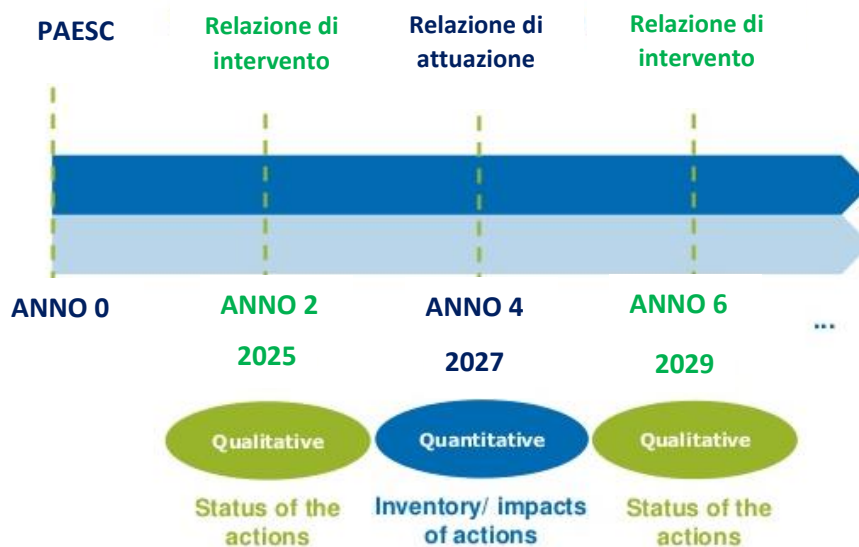 PAESC
Relazione di
intervento
Relazione di
attuazione
Relazione di
intervento
ANNO 0
ANNO 2
ANNO 4
ANNO 6
...
2025
2027
2029
Qualitative
Quantitative
Qualitative
Status of the
actions
Inventory/ impacts
of actions
Status of the
actions